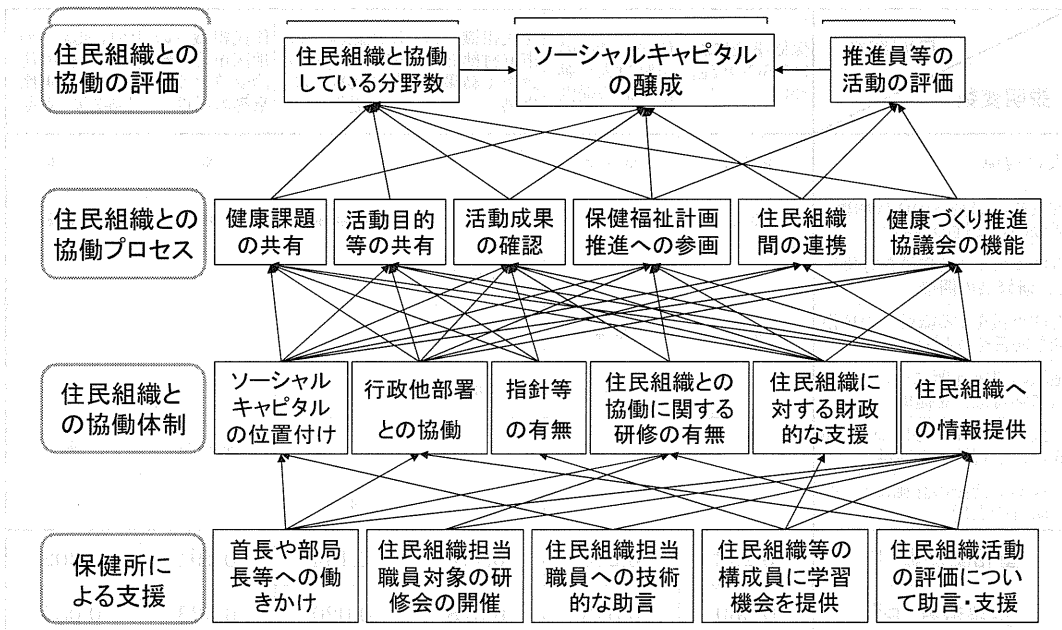 住民組織との
協働の評価
住民組織と協働
している分野数
ソーシャルキャピタル
の醸成
推進員等の
活動の評価
住民組織との
協働プロセス
健康課題
の共有
活動目的
等の共有
活動成果
の確認
保健福祉計画
推進への参画
住民組織
間の連携
健康づくり推進
協議会の機能
住民組織と
の協働体制
ソーシャル
キャピタル
の位置付け
行政他部署
との協働
指針等
の有無
住民組織との
協働に関する
研修の有無
住民組織に
対する財政
的な支援
住民組織へ
の情報提供
保健所に
よる支援
首長や部局
長等への働
きかけ
住民組織担当
職員対象の研
修会の開催
住民組織担当
職員への技術
的な助言
住民組織等の
構成員に学習
機会を提供
住民組織活動
の評価につい
て助言・支援